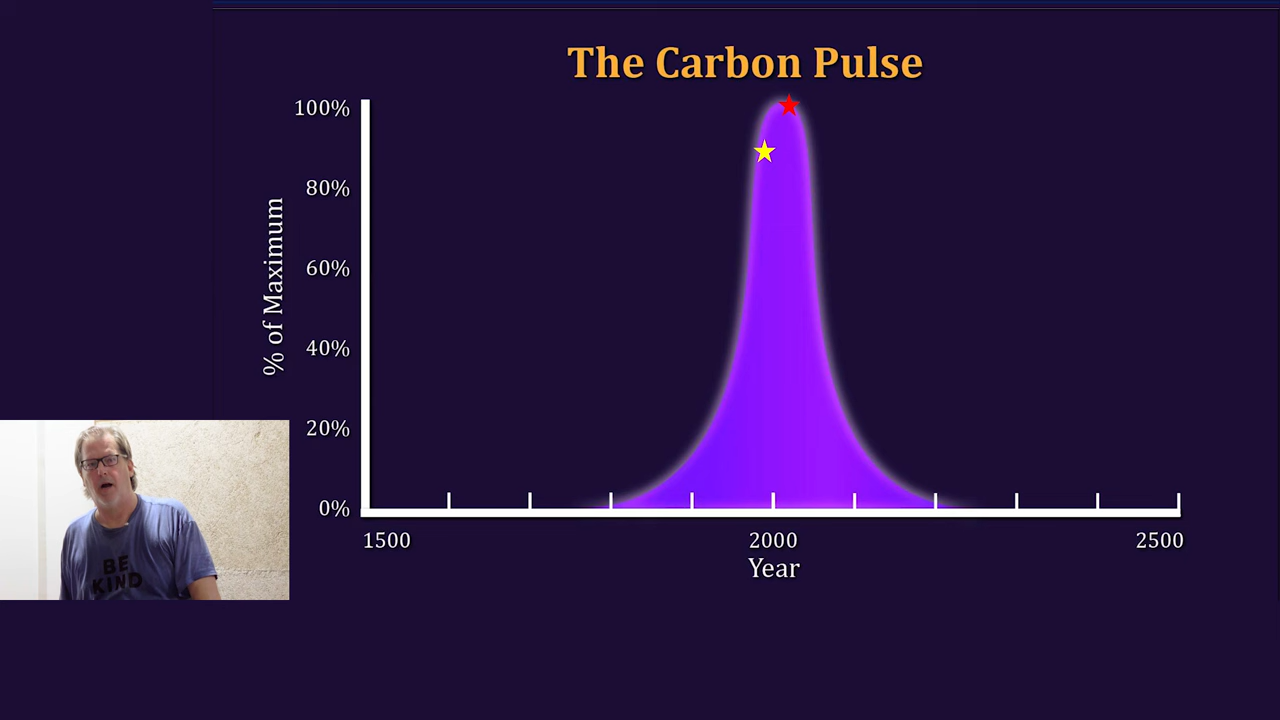 The Carbon Pulse
100%
80%
60%
40%
20%
0%
% of Maximum
1500
2000
2500
Year
BE
KIND